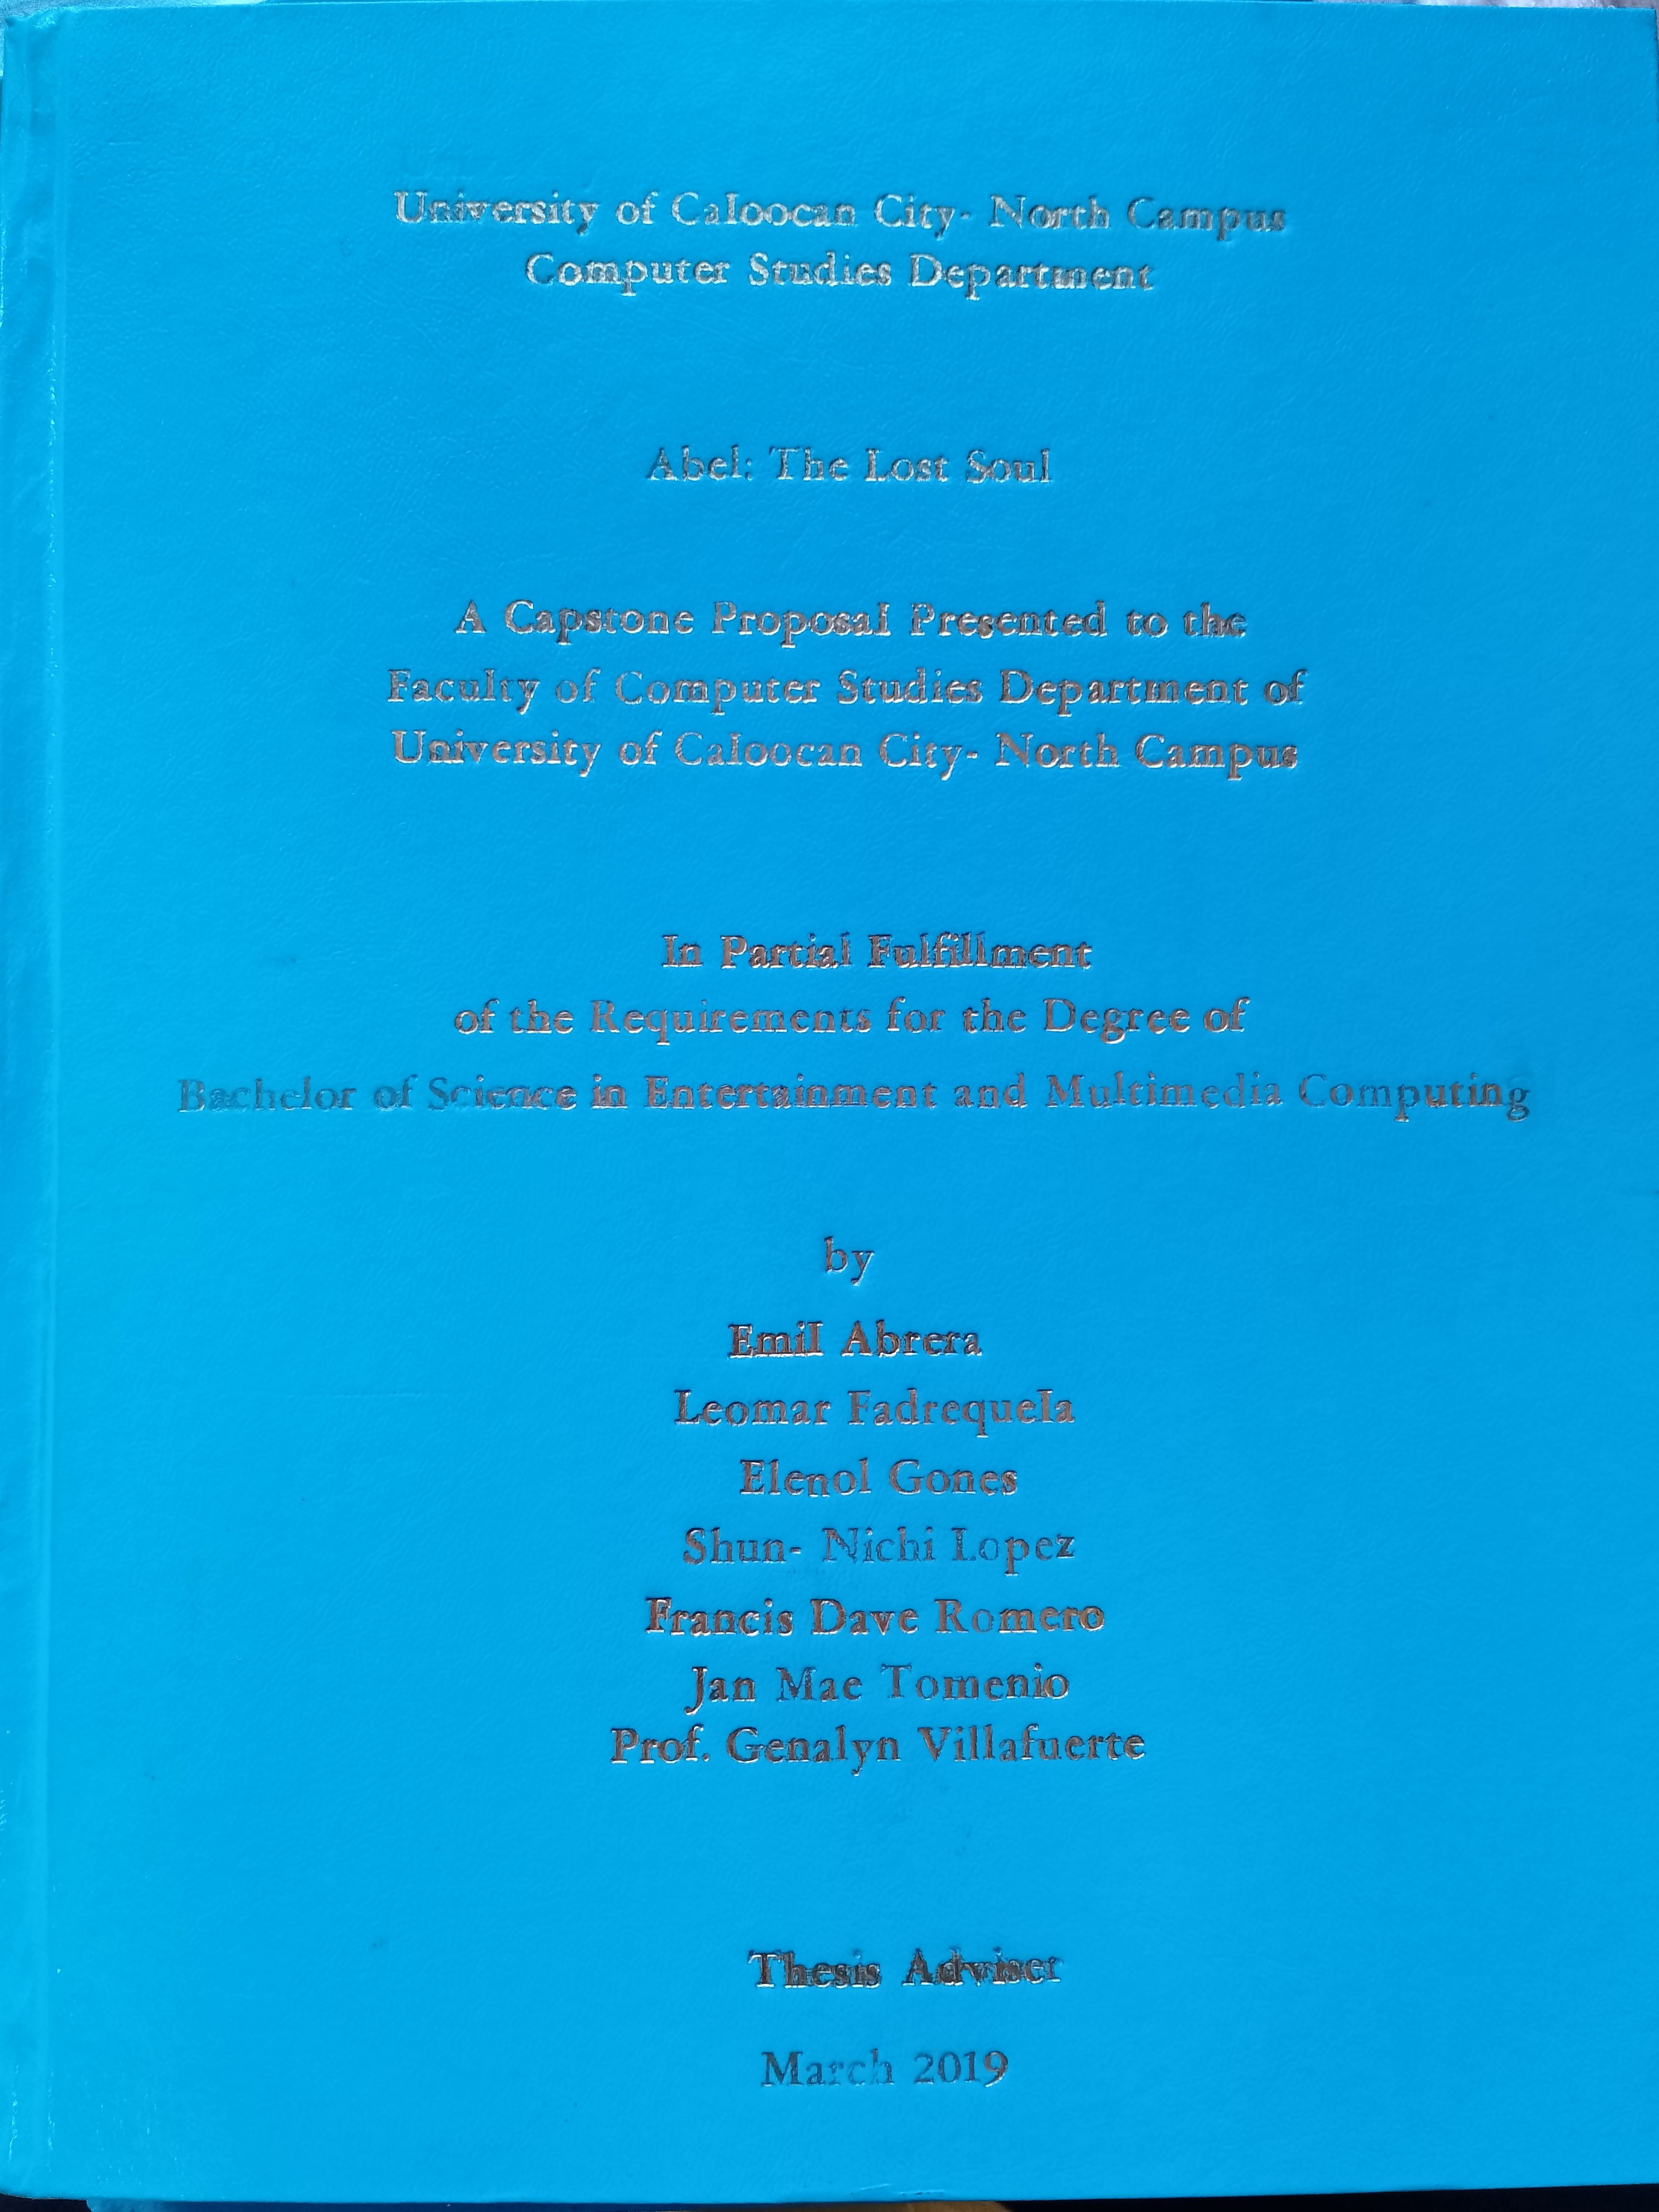 University of Caloocan City- North Campus
Computer Studies Department
Abel: The Lost Soul
A Capstone Proposal Presented to the
Faculty of Computer Studies Department of
University of Caloocan City- North Campus
In Partial Fulfillment
of the Requirements for the Degree of
Bachelor of Science in Entertainment and Multimedia Computing
by
Emil Abrera
Leomar Fadrequela
Elenol Gones
Shun- Nichi Lopez
Francis Dave Romero
Jan Mae Tomenio
Prof. Genalyn Villafuerte
Thesis Adviser
March 2019